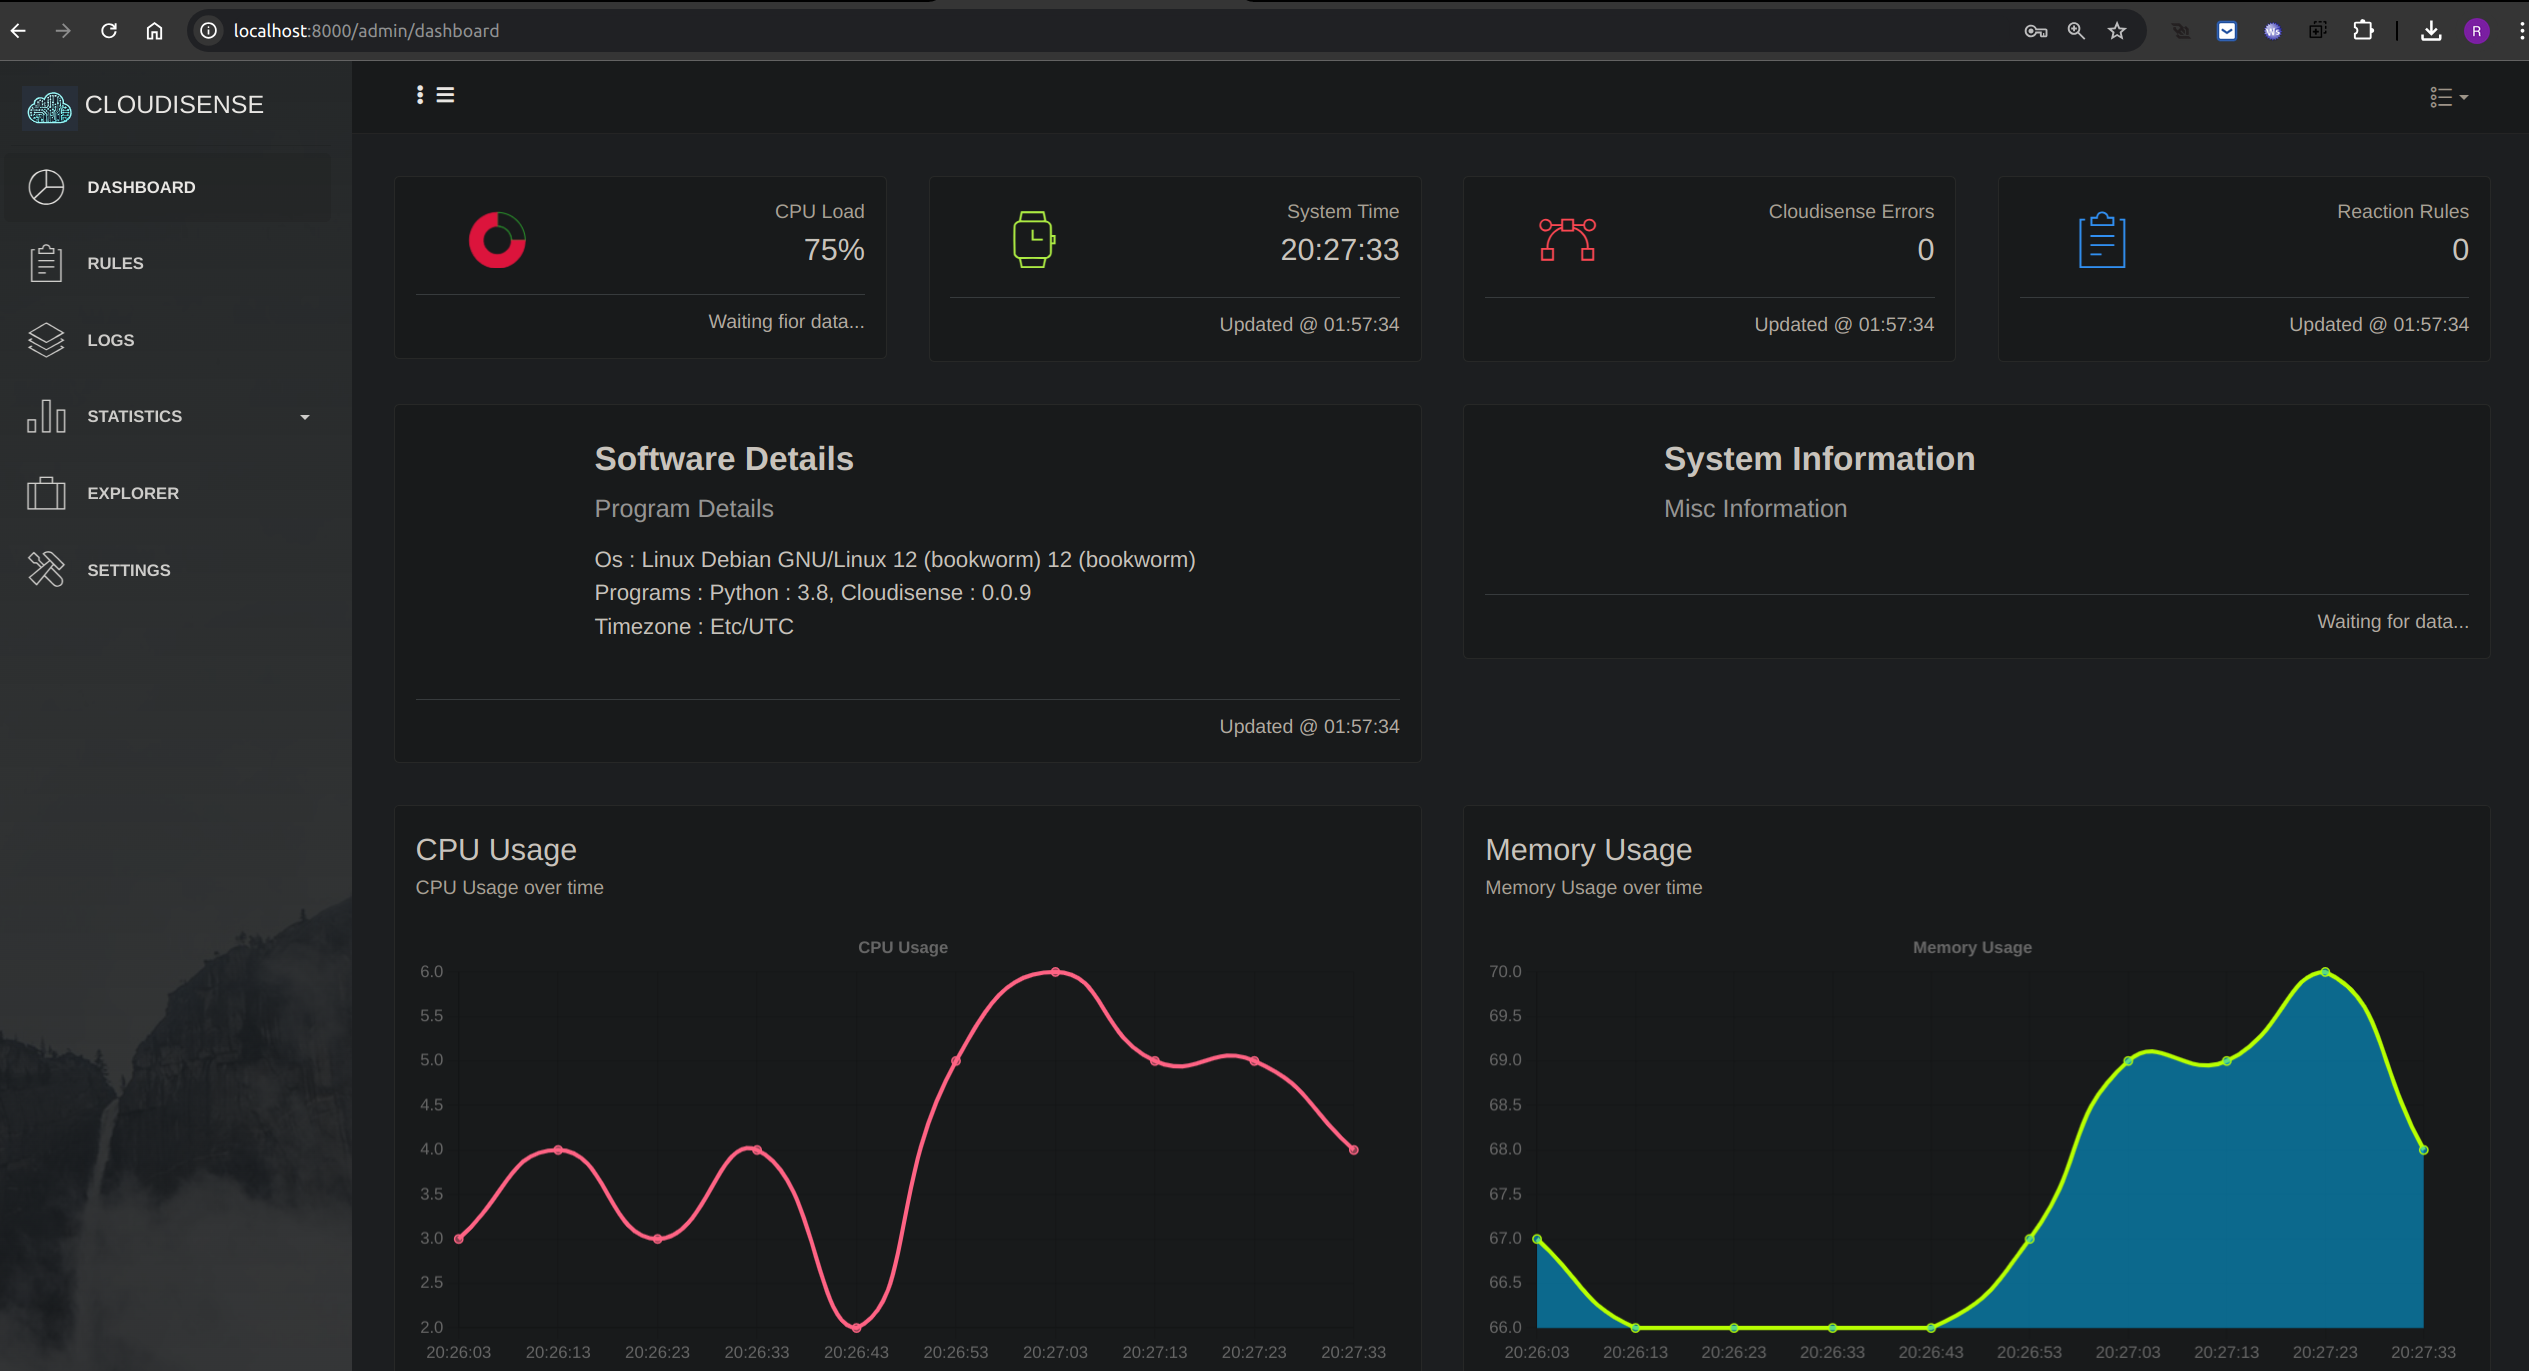 localhost:8000/admin/dashboard
Ws
R
CLOUDISENSE
DASHBOARD
RULES
LOGS
STATISTICS
EXPLORER
SETTINGS
CPU Load
75%
Waiting fior data...
System Time
20:27:33
Updated @ 01:57:34
Cloudisense Errors
0
Updated @ 01:57:34
Reaction Rules
0
Updated @ 01:57:34
Software Details
Program Details
Os : Linux Debian GNU/Linux 12 (bookworm) 12 (bookworm)
Programs : Python : 3.8, Cloudisense : 0.0.9
Timezone : Etc/UTC
Updated @ 01:57:34
System Information
Misc Information
Waiting for data...
CPU Usage
CPU Usage over time
CPU Usage
6.0
5.5
5.0
4.5
4.0
3.5
3.0
2.5
2.0
20:26:03 20:26:13 20:26:23 20:26:33 20:26:43 20:26:53 20:27:03 20:27:13 20:27:23 20:27:33
Memory Usage
Memory Usage over time
Memory Usage
70.0
69.5
69.0
68.5
68.0
67.5
67.0
66.5
66.0
20:26:03 20:26:13 20:26:23 20:26:33 20:26:43 20:26:53 20:27:03 20:27:13 20:27:23 20:27:33